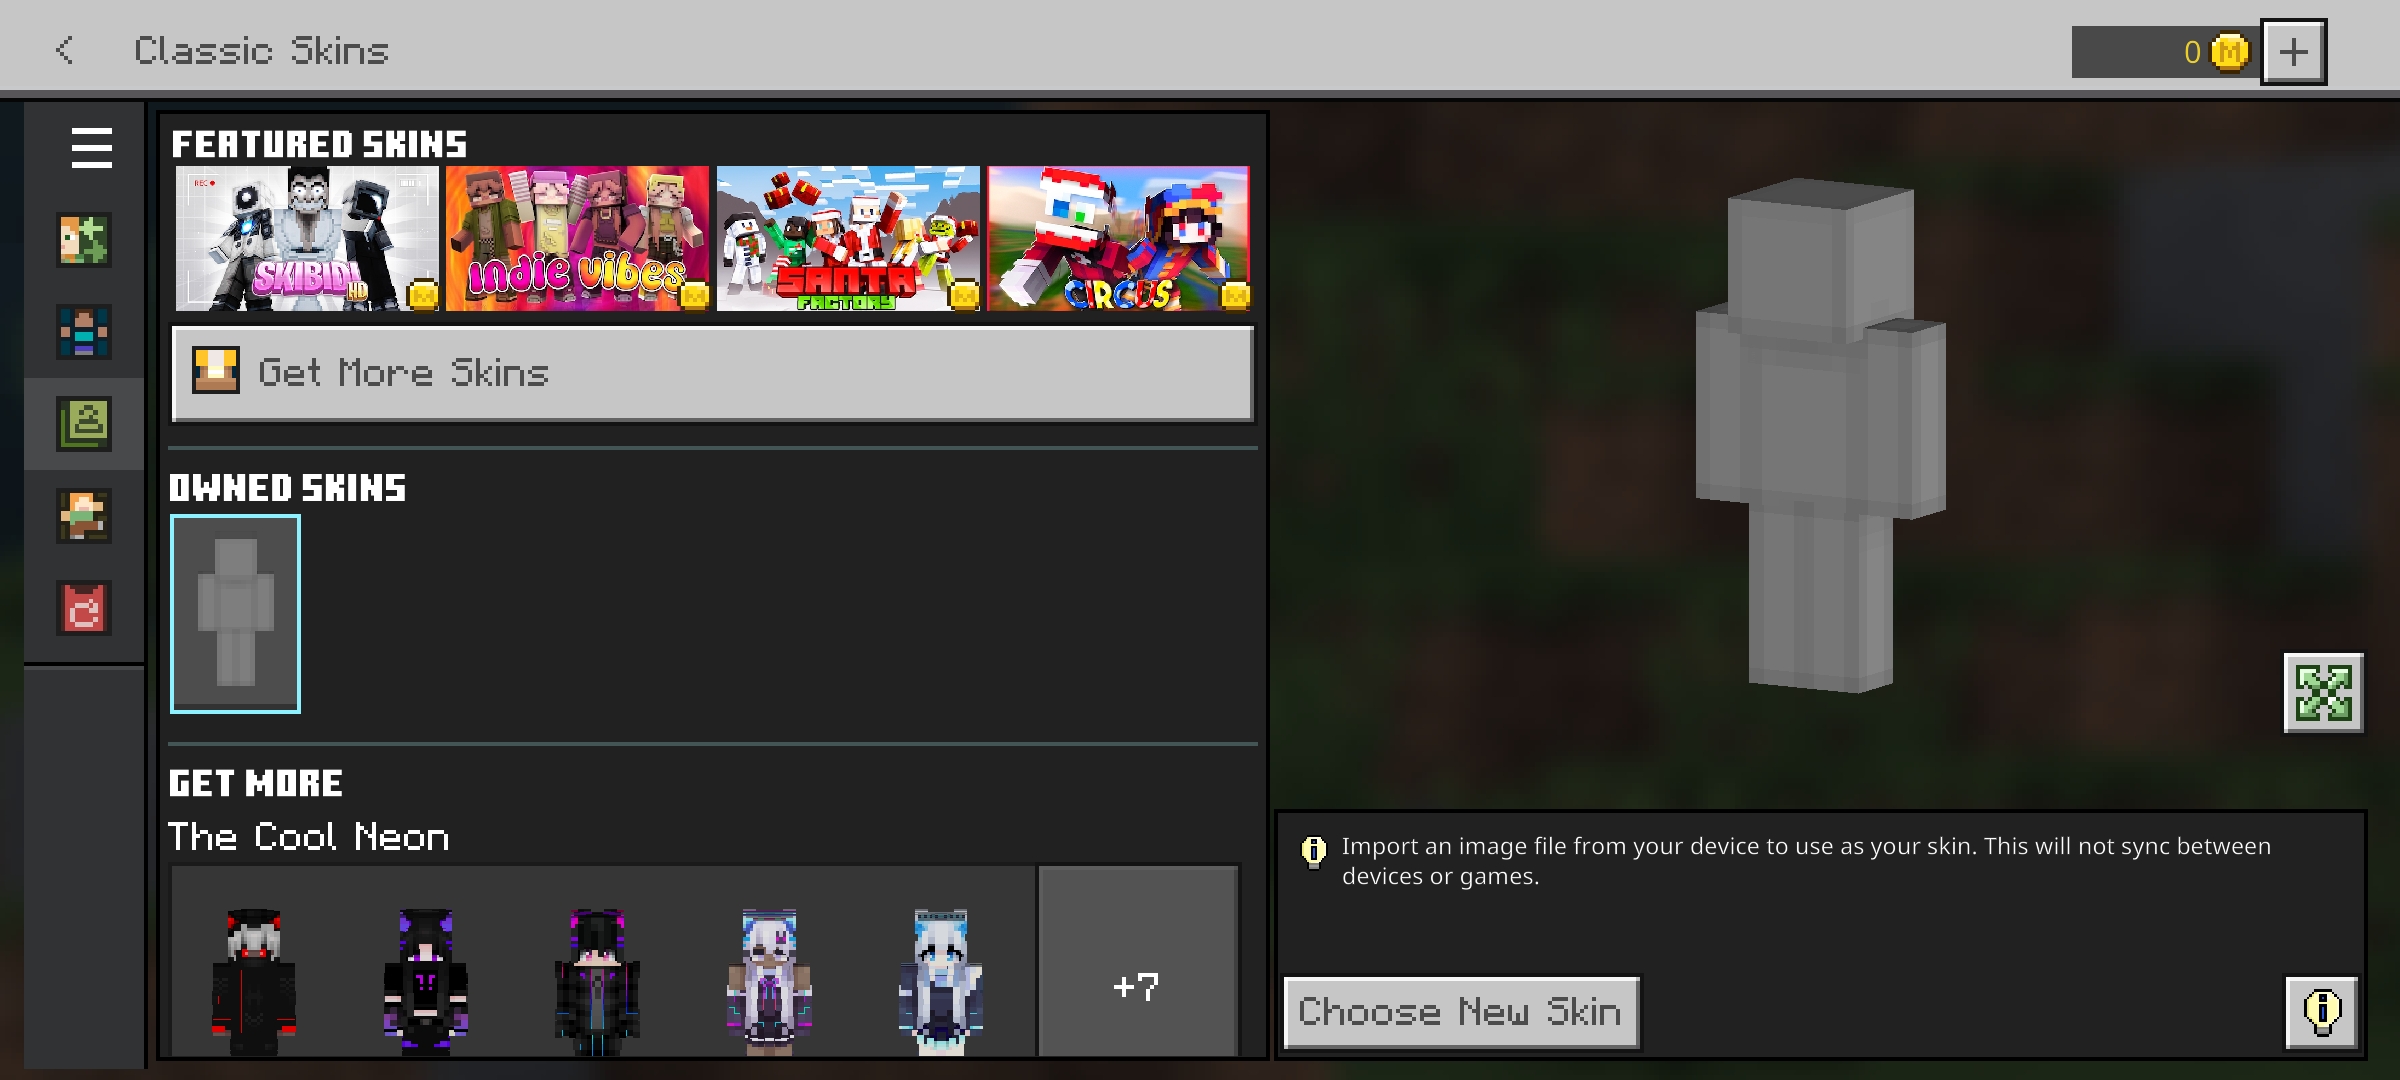 Classic Skins
0
FEATURED SKINS
REC
SKIBIDI
HD
Indie vibes
SANTA
FACTORY
CIRCUS
Get More Skins
OWNED SKINS
GET MORE
The Cool Neon
+7
Import an image file from your device to use as your skin. This will not sync between
devices or games.
Choose New Skin